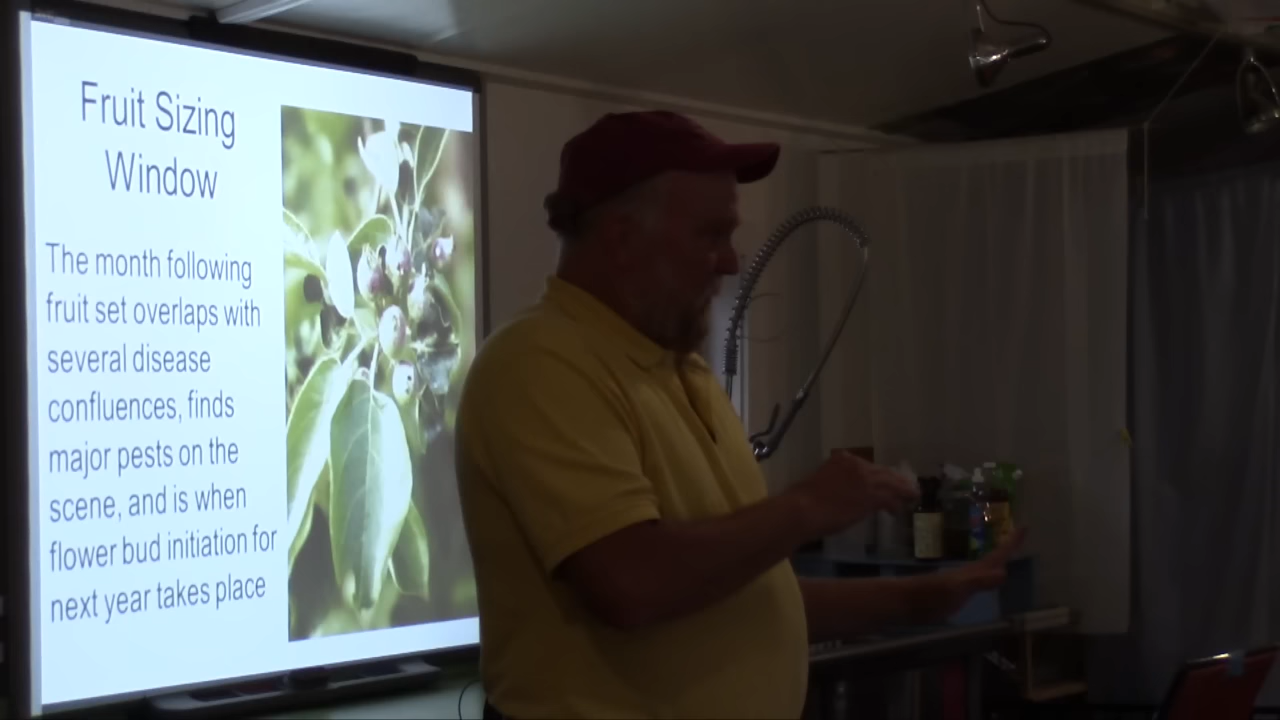 Fruit Sizing
Window
The month following
fruit set overlaps with
several disease
confluences, finds
major pests on the
scene, and is when
flower bud initiation for
next year takes place